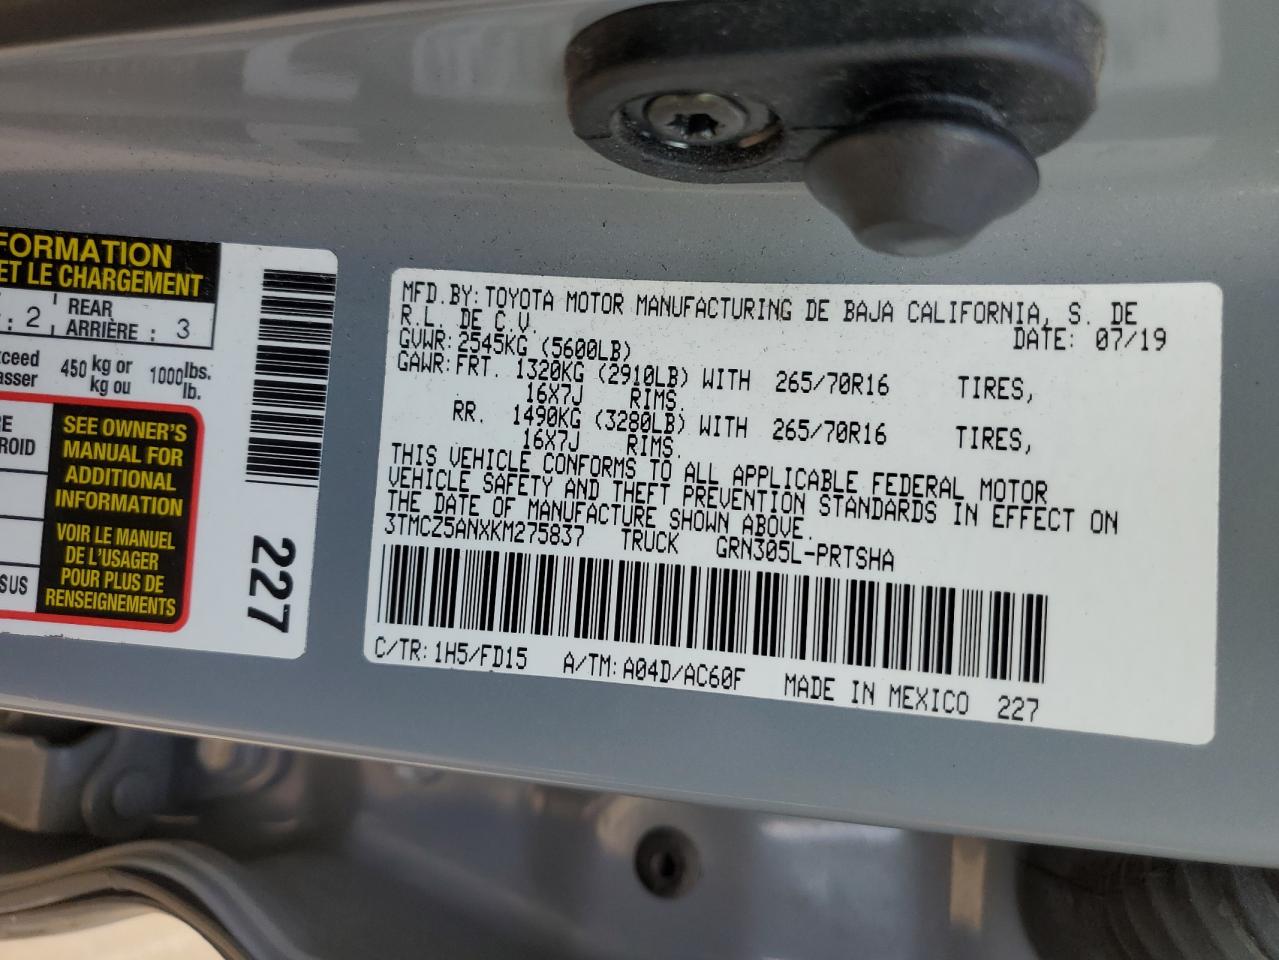 FORMATION
ET LE CHARGEMENT
: 2 REAR ARRIÈRE : 3
xceed 450 kg or 1000 lbs.
asser kg ou lb.
RE
ROID
SUS
SEE OWNER'S
MANUAL FOR
ADDITIONAL
INFORMATION
VOIR LE MANUEL
DE L'USAGER
POUR PLUS DE
RENSEIGNEMENTS
227
MFD.BY: TOYOTA MOTOR MANUFACTURING DE BAJA CALIFORNIA, S. DE
R.L. DE C.V. DATE: 07/19
GVWR: 2545KG (5600LB)
GAWR: FRT. 1320KG (2910LB) WITH 265/70R16 TIRES,
16X7J RIMS.
RR. 1490KG (3280LB) WITH 265/70R16 TIRES,
16X7J RIMS.
THIS VEHICLE CONFORMS TO ALL APPLICABLE FEDERAL MOTOR
VEHICLE SAFETY AND THEFT PREVENTION STANDARDS IN EFFECT ON
THE DATE OF MANUFACTURE SHOWN ABOVE.
3TMCZ5ANXKM275837 TRUCK GRN305L-PRTSHA
C/TR: 1H5/FD15 A/TM: A04D/AC60F MADE IN MEXICO 227